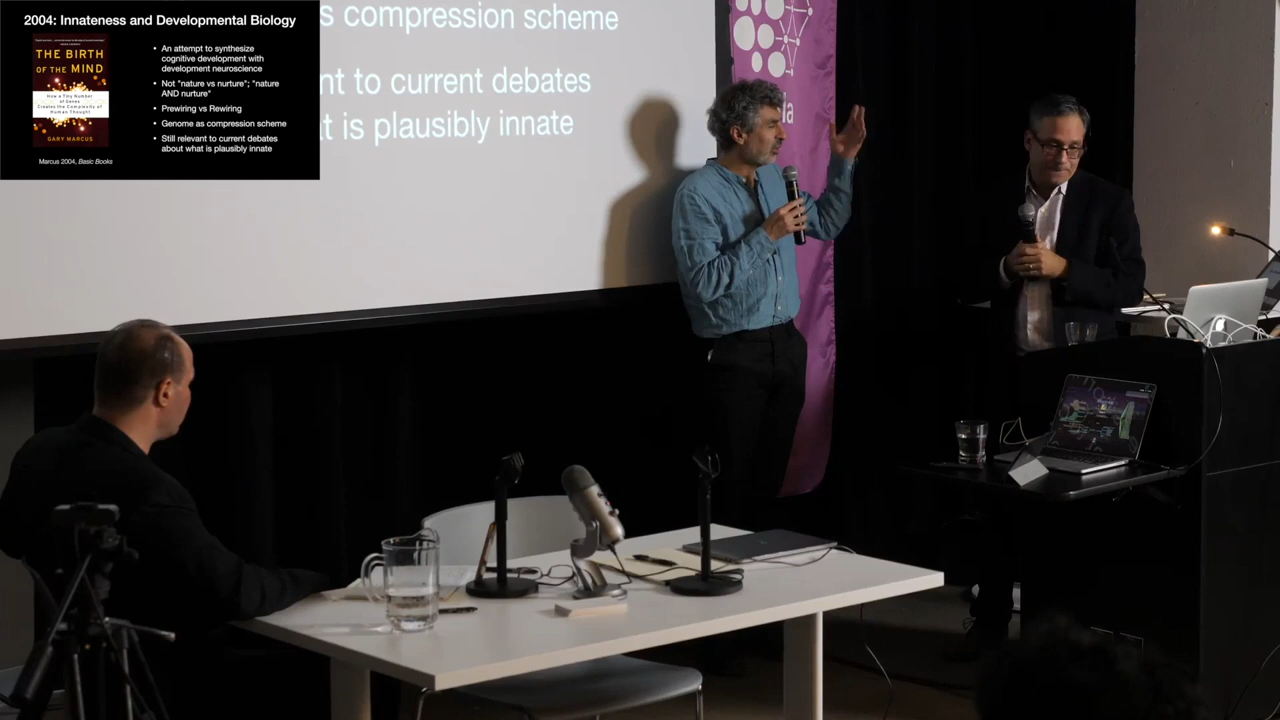 2004: Innateness and Developmental Biology
THE BIRTH
OF THE MIND
How a Tiny Number
of Genes
Creates the Complexity of
Human Thought
GARY MARCUS
Marcus 2004, Basic Books
• An attempt to synthesize
cognitive development with
development neuroscience
• Not "nature vs nurture"; "nature
AND nurture"
• Prewiring vs Rewiring
• Genome as compression scheme
• Still relevant to current debates
about what is plausibly innate
s compression scheme
nt to current debates
t is plausibly innate
la